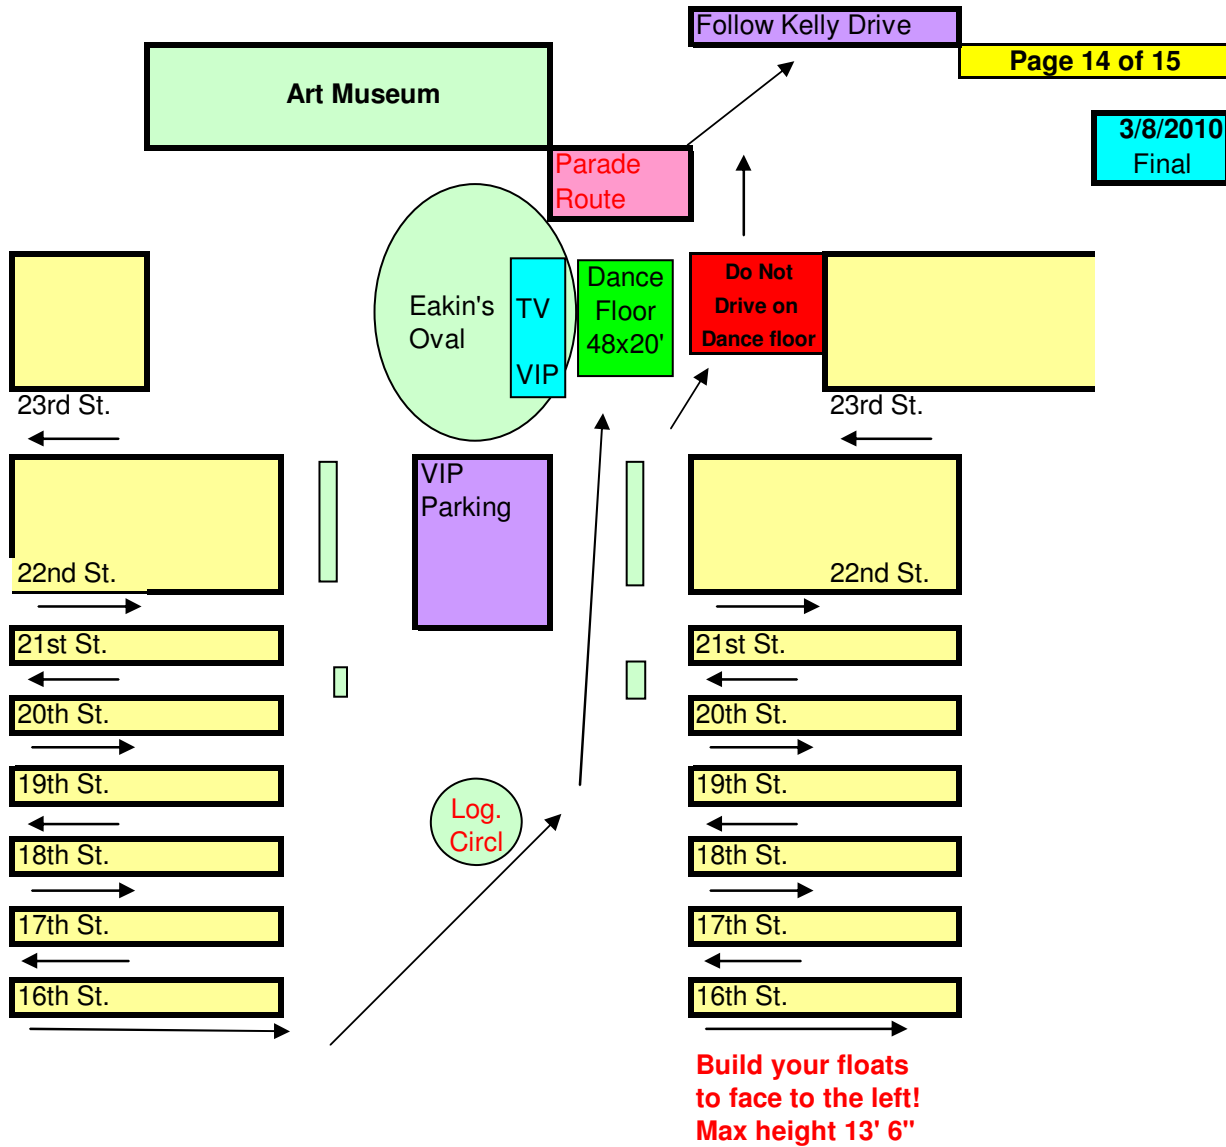 Follow Kelly Drive
Page 14 of 15
Art Museum
3/8/2010
Final
Parade
Route
Eakin's
Oval
TV
VIP
Dance
Floor
48x20'
Do Not
Drive on
Dance floor
23rd St.
23rd St.
VIP
Parking
22nd St.
22nd St.
21st St.
21st St.
20th St.
20th St.
19th St.
19th St.
Log.
Circl
18th St.
18th St.
17th St.
17th St.
16th St.
16th St.
Build your floats
to face to the left!
Max height 13' 6"